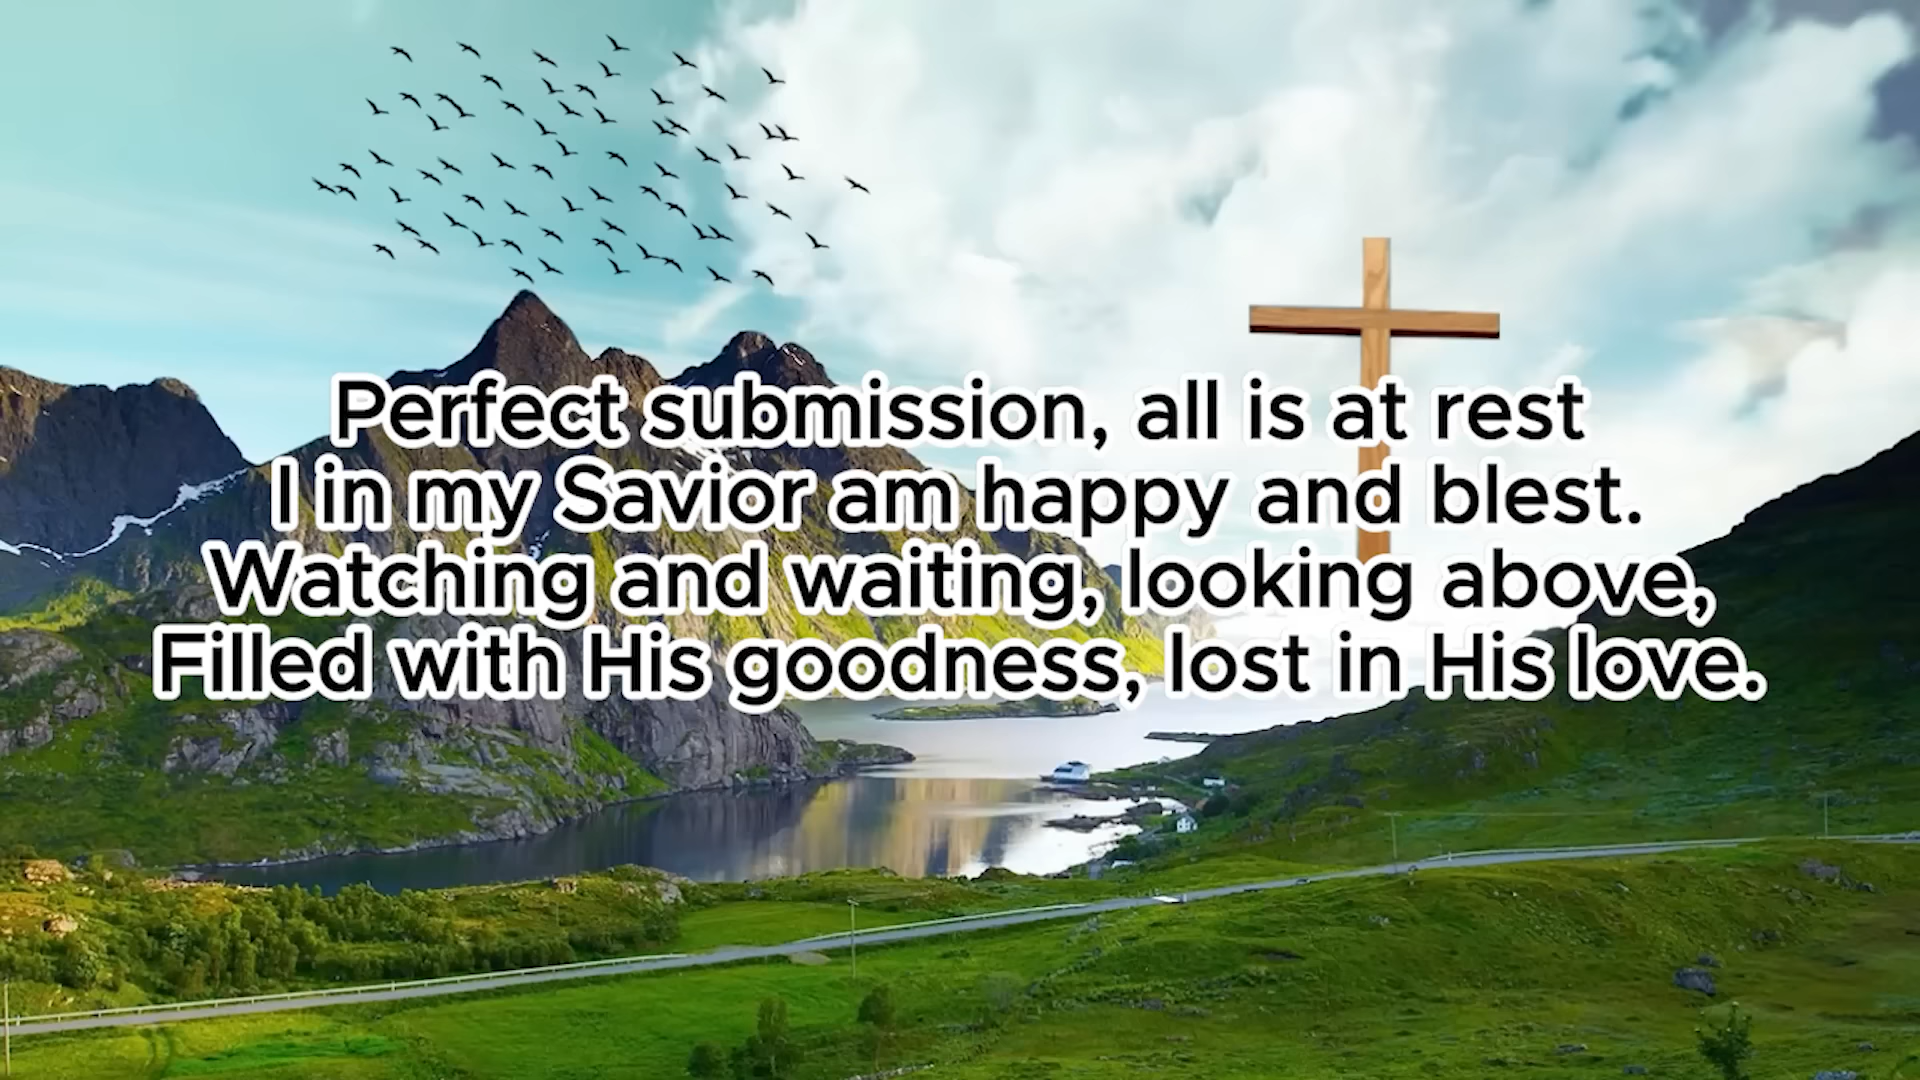 Perfect submission, all is at rest
I in my Savior am happy and blest.
Watching and waiting, looking above,
Filled with His goodness, lost in His love.